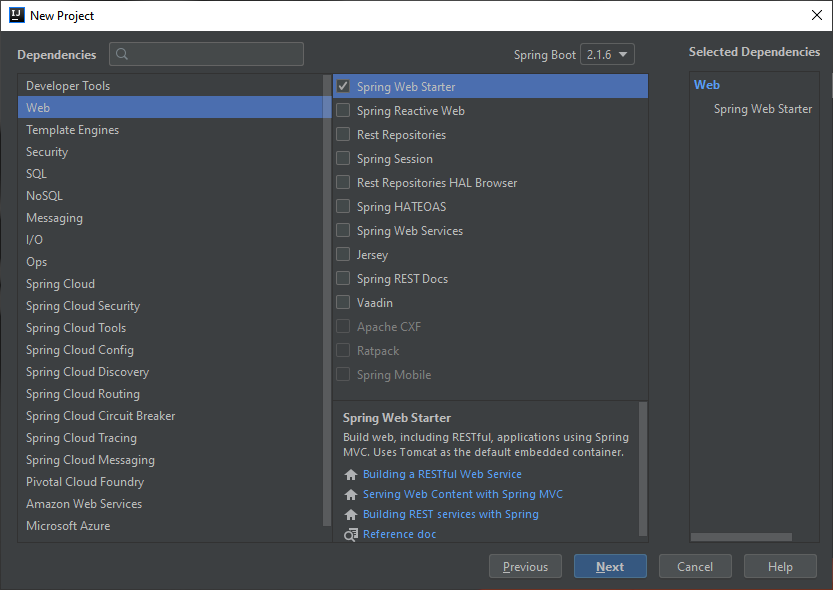 New Project
Dependencies
Spring Boot 2.1.6
Selected Dependencies
Developer Tools
Web
Template Engines
Security
SQL
NoSQL
Messaging
I/O
Ops
Spring Cloud
Spring Cloud Security
Spring Cloud Tools
Spring Cloud Config
Spring Cloud Discovery
Spring Cloud Routing
Spring Cloud Circuit Breaker
Spring Cloud Tracing
Spring Cloud Messaging
Pivotal Cloud Foundry
Amazon Web Services
Microsoft Azure
Spring Web Starter
Spring Reactive Web
Rest Repositories
Spring Session
Rest Repositories HAL Browser
Spring HATEOAS
Spring Web Services
Jersey
Spring REST Docs
Vaadin
Apache CXF
Ratpack
Spring Mobile
Spring Web Starter
Build web, including RESTful, applications using Spring
MVC. Uses Tomcat as the default embedded container.
Building a RESTful Web Service
Serving Web Content with Spring MVC
Building REST services with Spring
Reference doc
Web
Spring Web Starter
Previous
Next
Cancel
Help